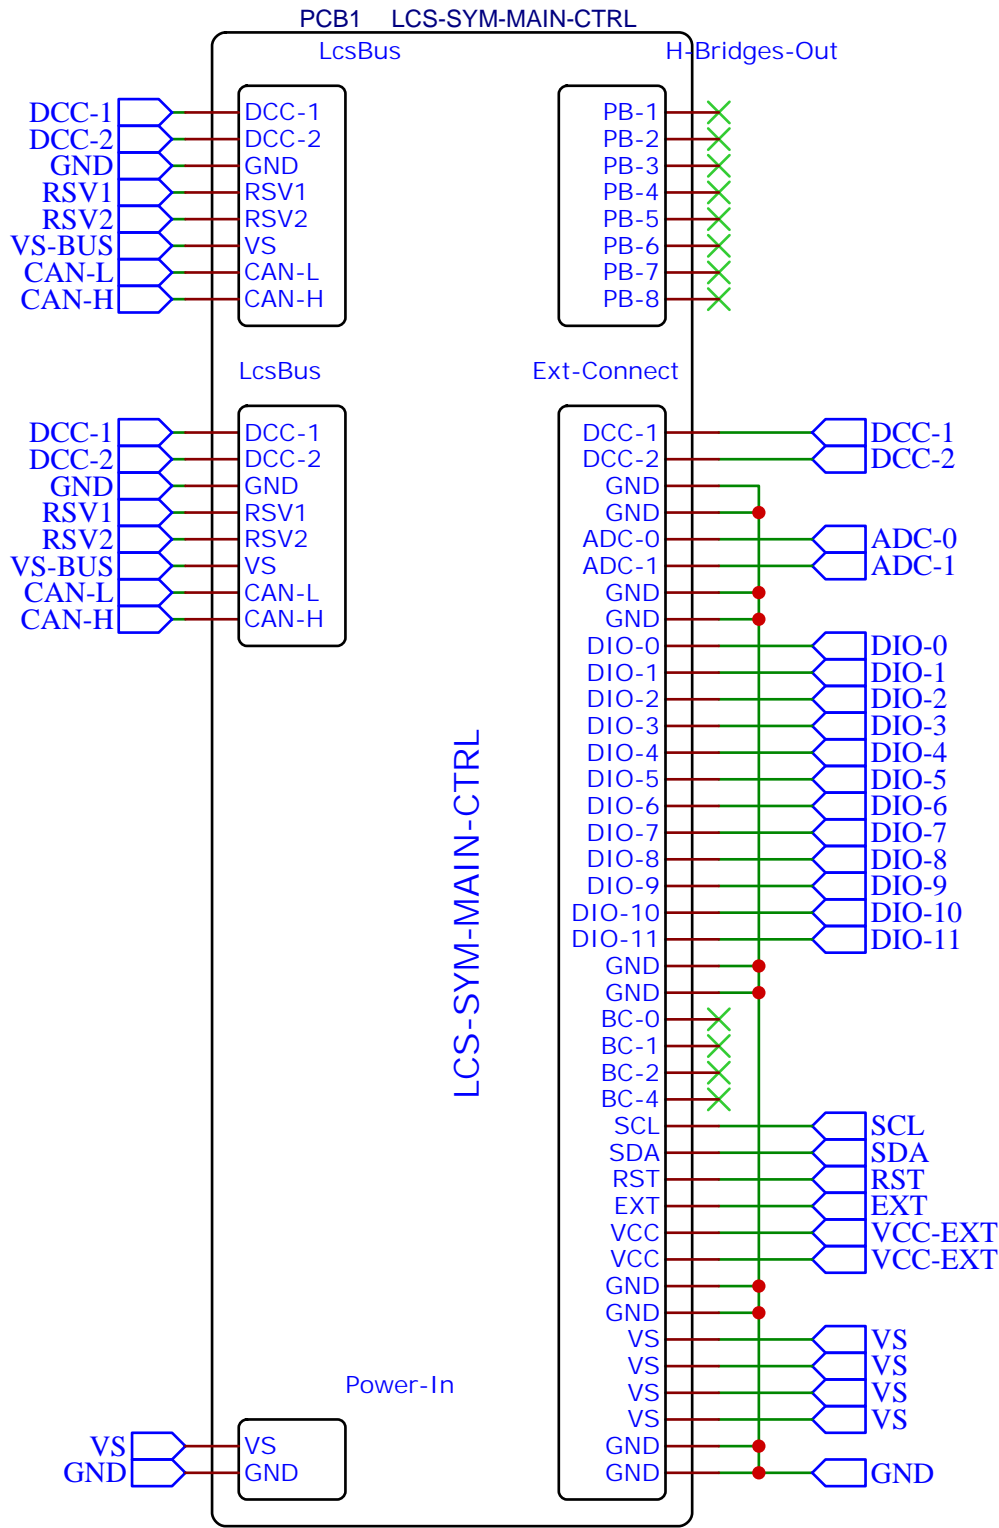 PCB1 LCS-SYM-MAIN-CTRL
LcsBus
DCC-1 DCC-1
DCC-2 DCC-2
GND GND
RSV1 RSV1
RSV2 RSV2
VS-BUS VS
CAN-L CAN-L
CAN-H CAN-H
H-Bridges-Out
PB-1
PB-2
PB-3
PB-4
PB-5
PB-6
PB-7
PB-8
LcsBus
DCC-1 DCC-1
DCC-2 DCC-2
GND GND
RSV1 RSV1
RSV2 RSV2
VS-BUS VS
CAN-L CAN-L
CAN-H CAN-H
Ext-Connect
DCC-1 DCC-1
DCC-2 DCC-2
GND
GND
ADC-0 ADC-0
ADC-1 ADC-1
GND
GND
DIO-0 DIO-0
DIO-1 DIO-1
DIO-2 DIO-2
DIO-3 DIO-3
DIO-4 DIO-4
DIO-5 DIO-5
DIO-6 DIO-6
DIO-7 DIO-7
DIO-8 DIO-8
DIO-9 DIO-9
DIO-10 DIO-10
DIO-11 DIO-11
GND
GND
BC-0
BC-1
BC-2
BC-4
SCL SCL
SDA SDA
RST RST
EXT EXT
VCC VCC-EXT
VCC VCC-EXT
GND
GND
VS VS
VS VS
VS VS
VS VS
GND
GND GND
LCS-SYM-MAIN-CTRL
Power-In
VS VS
GND GND